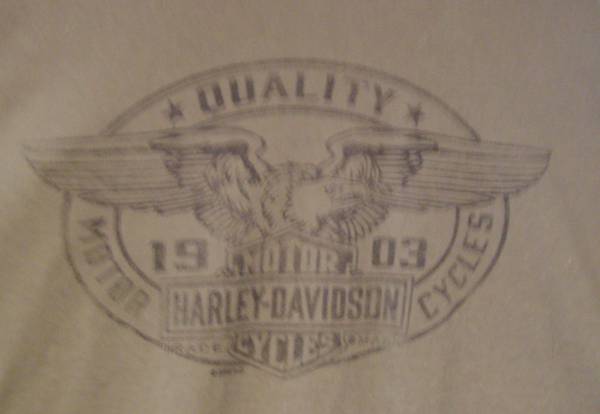 ★ QUALITY ★
MOTOR
19 03
CYCLES
MOTOR
HARLEY-DAVIDSON
CYCLES